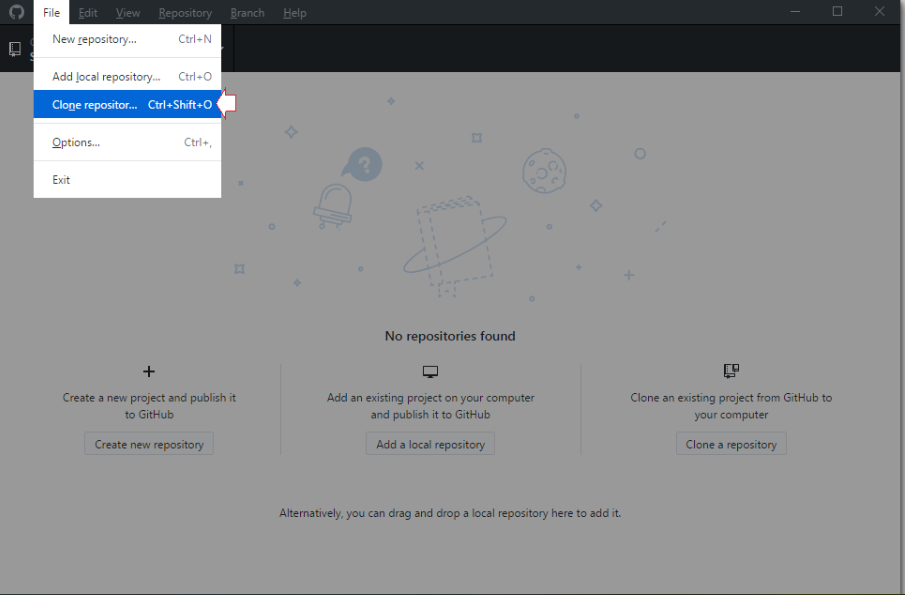 File Edit View Repository Branch Help
New repository... Ctrl+N
Add local repository... Ctrl+O
Clone repositor... Ctrl+Shift+O
Options... Ctrl+,
Exit
?
No repositories found
Create a new project and publish it
to GitHub
Create new repository
Add an existing project on your computer
and publish it to GitHub
Add a local repository
Clone an existing project from GitHub to
your computer
Clone a repository
Alternatively, you can drag and drop a local repository here to add it.